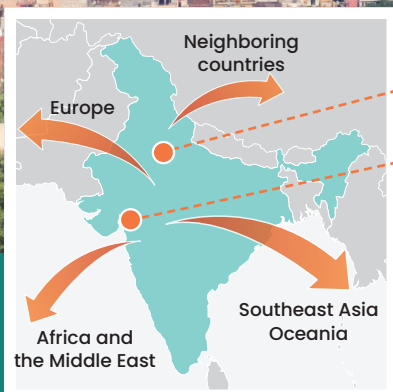 Neighboring
countries
Europe
Southeast Asia
Oceania
Africa and
the Middle East